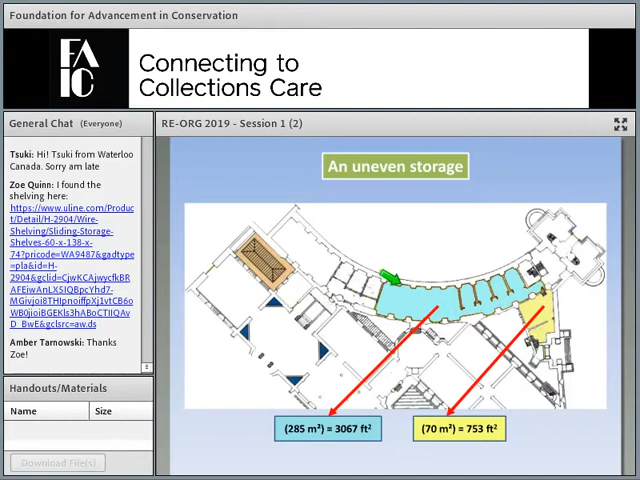 Foundation for Advancement in Conservation
FA
IC
Connecting to
Collections Care
General Chat (Everyone)
Tsuki: Hi! Tsuki from Waterloo
Canada. Sorry am late
Zoe Quinn: I found the
shelving here:
https://www.uline.com/Produc
t/Detail/H-2904/Wire-
Shelving/Sliding-Storage-
Shelves-60-x-138-x-
74?pricode=WA9487&gadtype
=pla&id=H-
2904&gclid=CjwKCAjwycfkBR
AFEiwAnLX5IQBpcYhd7-
MGivjoi8THIpnoiffpXj1vtCB6o
WB0jioiBGEKls3hABoCTIIQAv
D_BwE&gclsrc=aw.ds
Amber Tarnowski: Thanks
Zoe!
Handouts/Materials
Name Size
Download File(s)
RE-ORG 2019 - Session 1 (2)
An uneven storage
(285 m²) = 3067 ft²
(70 m²) = 753 ft²